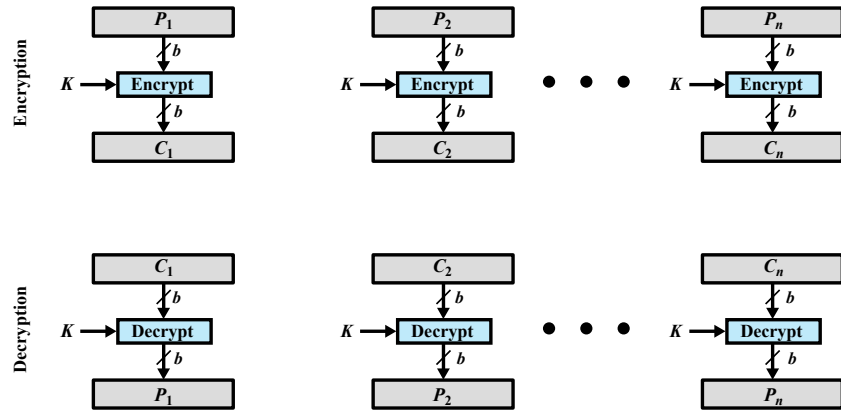 Encryption
P1 P2 Pn
b b b
K Encrypt K Encrypt K Encrypt
b b b
C1 C2 Cn
Decryption
C1 C2 Cn
b b b
K Decrypt K Decrypt K Decrypt
b b b
P1 P2 Pn